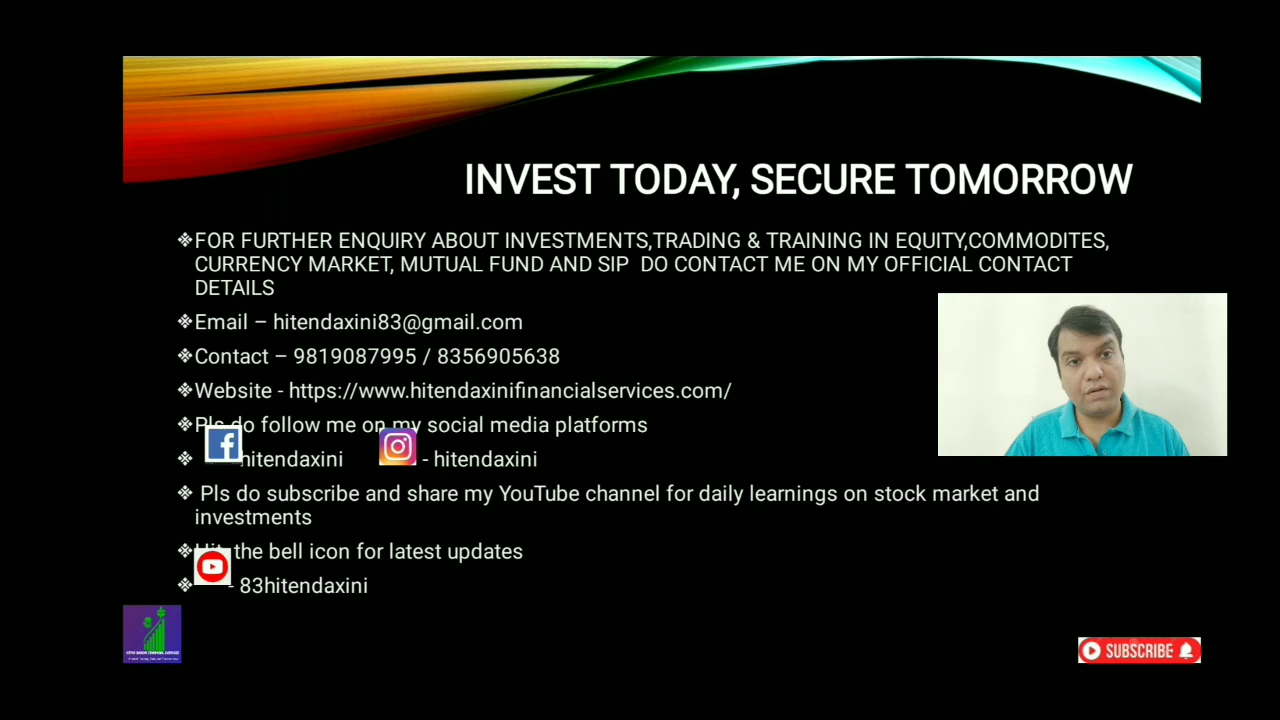 INVEST TODAY, SECURE TOMORROW
❖FOR FURTHER ENQUIRY ABOUT INVESTMENTS,TRADING & TRAINING IN EQUITY,COMMODITES,
CURRENCY MARKET, MUTUAL FUND AND SIP DO CONTACT ME ON MY OFFICIAL CONTACT
DETAILS
❖Email – hitendaxini83@gmail.com
❖Contact – 9819087995 / 8356905638
❖Website - https://www.hitendaxinifinancialservices.com/
❖Pls do follow me on my social media platforms
❖ hitendaxini - hitendaxini
❖ Pls do subscribe and share my YouTube channel for daily learnings on stock market and
investments
❖ the bell icon for latest updates
❖ - 83hitendaxini
SUBSCRIBE